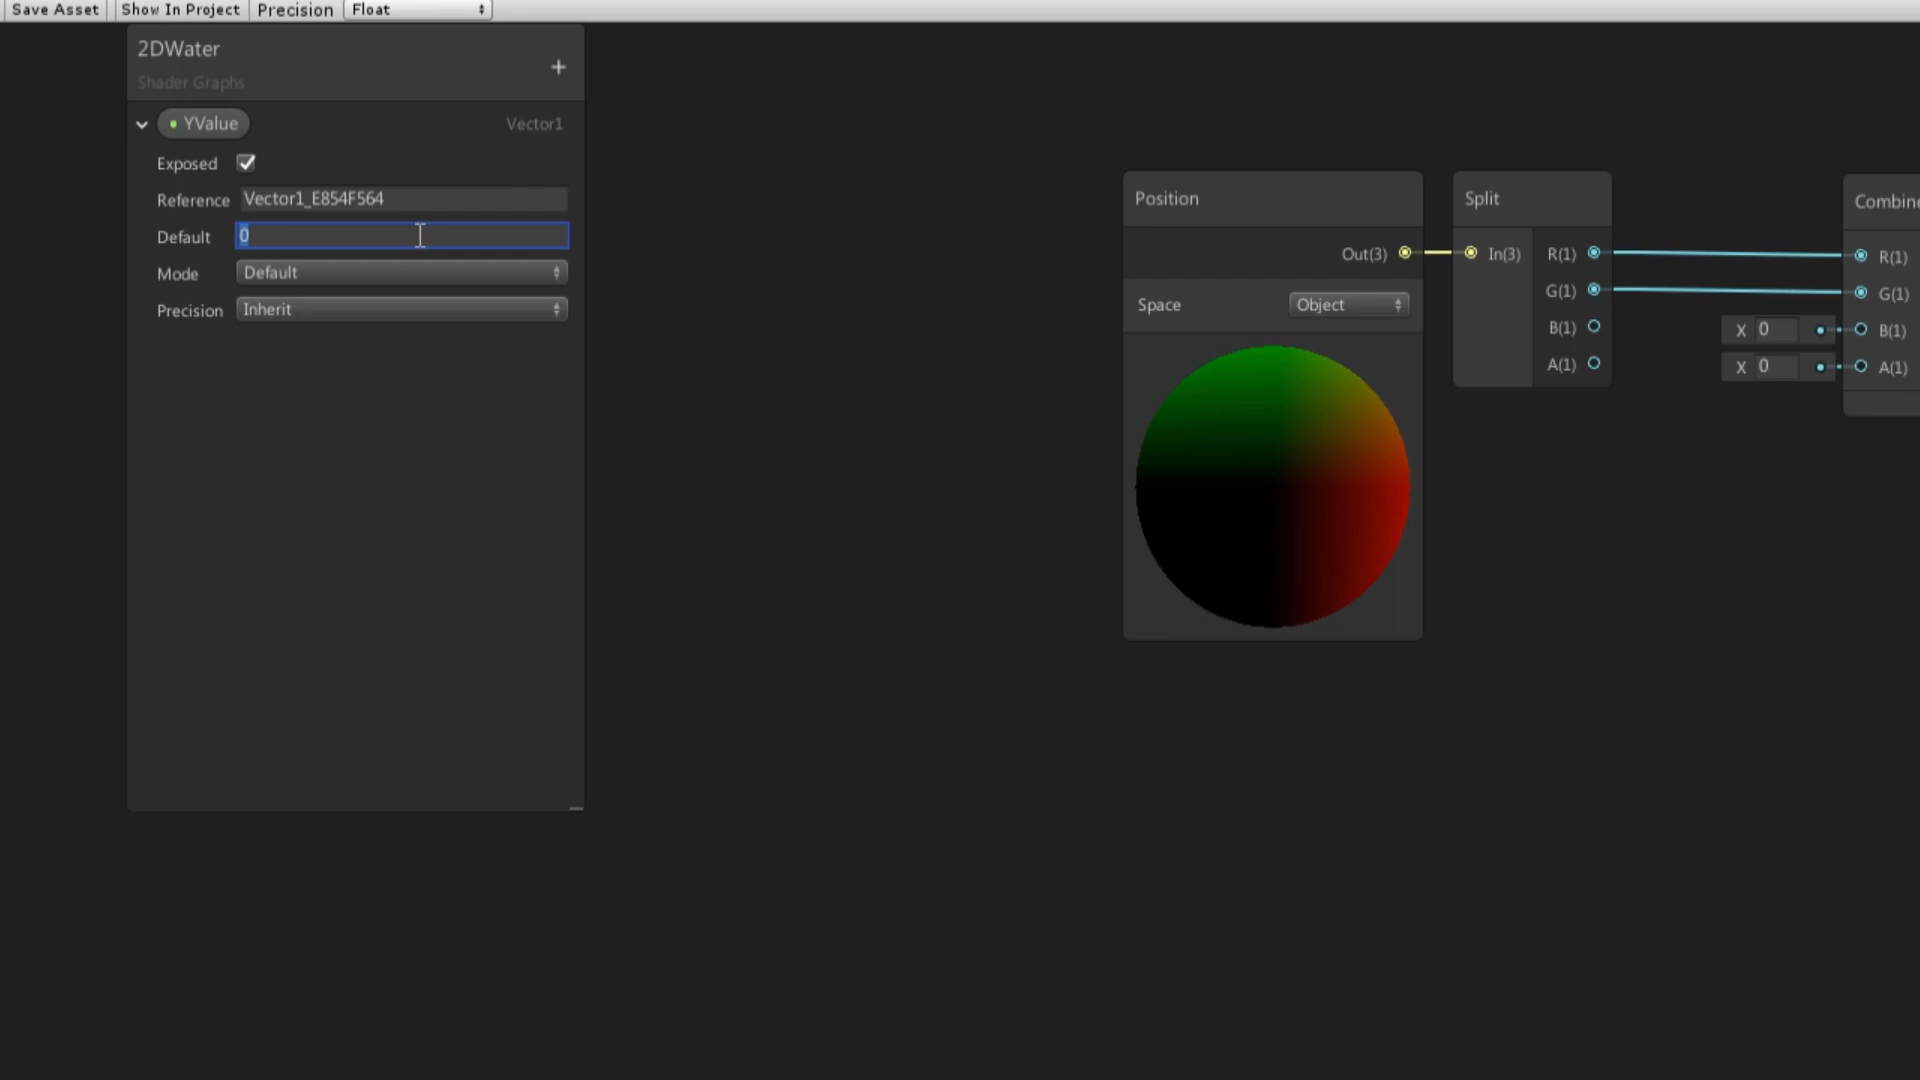 Save Asset Show In Project Precision Float
2DWater
Shader Graphs
YValue Vector1
Exposed
Reference Vector1_E854F564
Default 0
Mode Default
Precision Inherit
Position
Out(3)
Space Object
Split
In(3) R(1)
G(1)
B(1)
A(1)
Combine
R(1)
G(1)
X 0 B(1)
X 0 A(1)